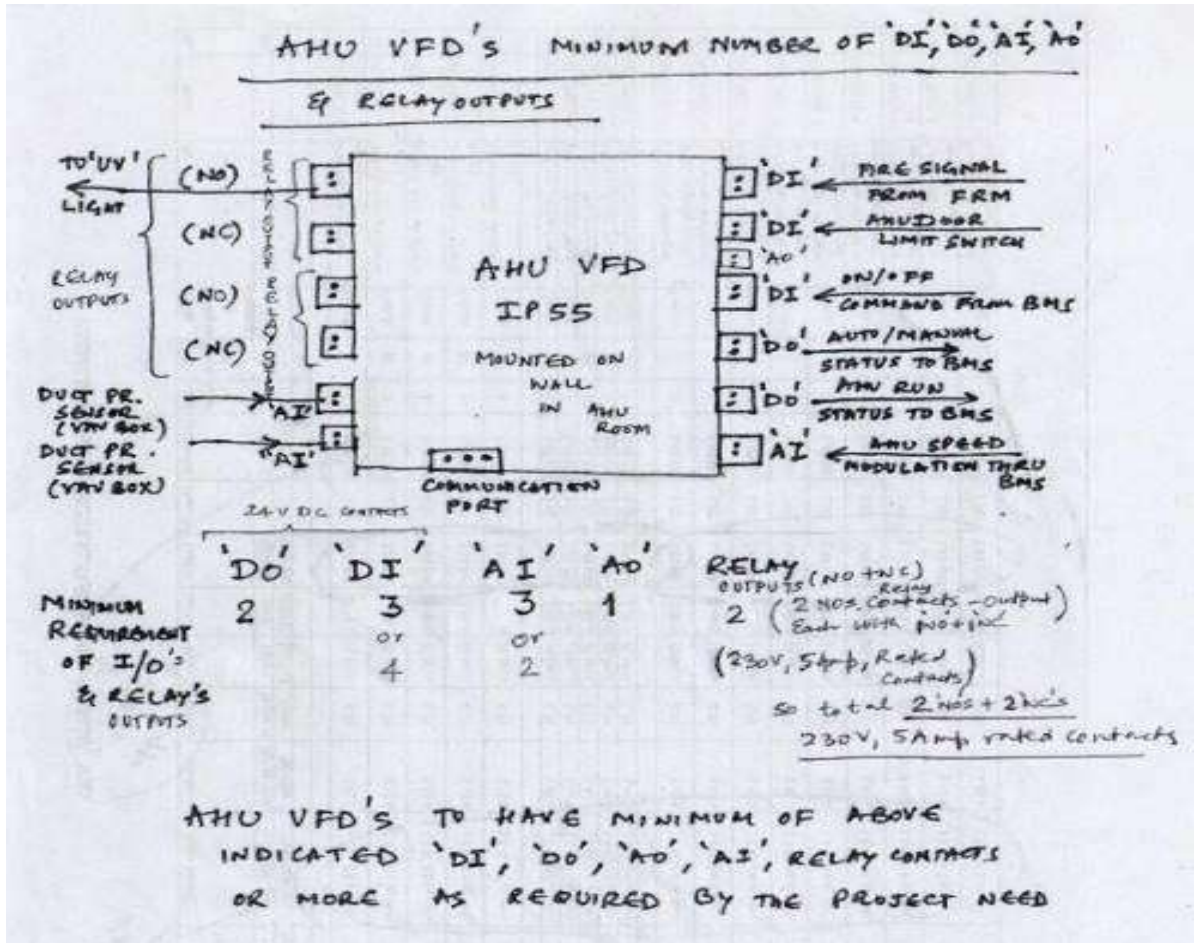 AHU VFD's MINIMUM NUMBER OF 'DI', 'DO', 'AI', 'AO'
& RELAY OUTPUTS
TO 'UV'
LIGHT
(NO)
(NC)
RELAY
OUTPUTS
(NO)
(NC)
DUCT PR.
SENSOR
(VAV BOX)
'AI'
DUCT PR.
SENSOR
(VAV BOX)
'AI'
AHU VFD
IP55
MOUNTED ON
WALL
IN AHU
ROOM
COMMUNICATION
PORT
'DI' FIRE SIGNAL
FROM FRM
'DI' AHU DOOR
LIMIT SWITCH
'AO'
'DI' ON/OFF
COMMAND FROM BMS
'DO' AUTO/MANUAL
STATUS TO BMS
'DO' AHU RUN
STATUS TO BMS
'AI' AHU SPEED
MODULATION THRU
BMS
24V DC CONTACTS
'DO' 'DI' 'AI' 'AO' RELAY
OUTPUTS (NO+NC)
MINIMUM
REQUIREMENT
OF I/O's
& RELAY'S
OUTPUTS
2 3 3 1 2
or or
4 2
(2 Nos. Contacts - Output)
Relay
Each with NO+NC
(230V, 5Amp, Rated
Contacts)
So total 2 'NO's + 2 NC's
230V, 5Amp rated contacts
AHU VFD'S TO HAVE MINIMUM OF ABOVE
INDICATED 'DI', 'DO', 'AO', 'AI', RELAY CONTACTS
OR MORE AS REQUIRED BY THE PROJECT NEED